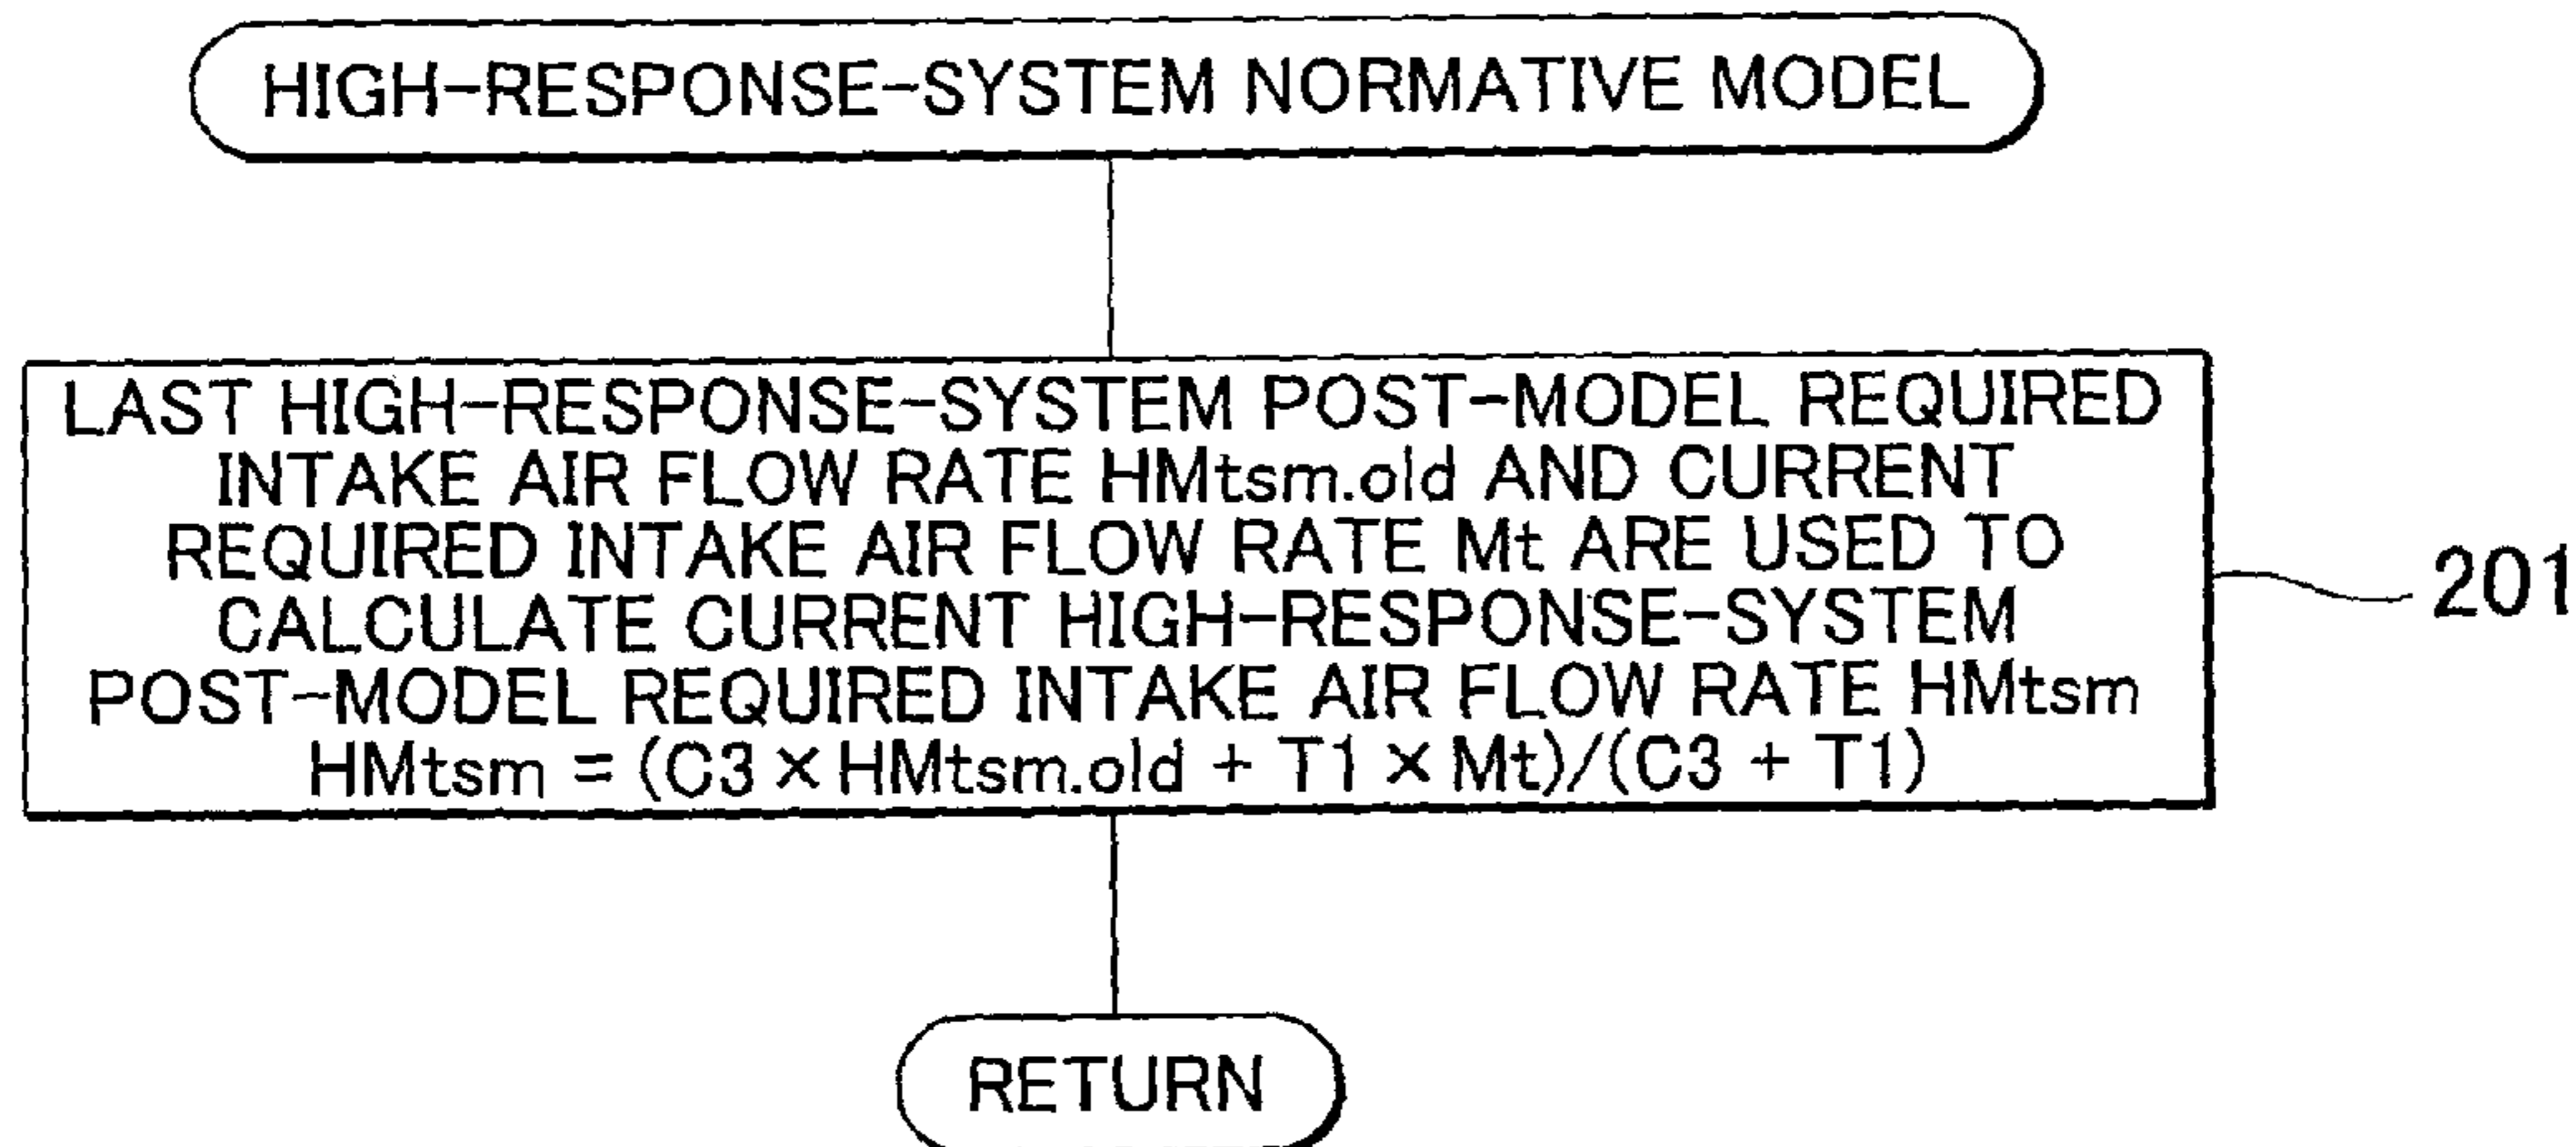 HIGH-RESPONSE-SYSTEM NORMATIVE MODEL
LAST HIGH-RESPONSE-SYSTEM POST-MODEL REQUIRED
INTAKE AIR FLOW RATE HMtsm.old AND CURRENT
REQUIRED INTAKE AIR FLOW RATE Mt ARE USED TO
CALCULATE CURRENT HIGH-RESPONSE-SYSTEM
POST-MODEL REQUIRED INTAKE AIR FLOW RATE HMtsm
HMtsm = (C3 × HMtsm.old + T1 × Mt)/(C3 + T1)
201
RETURN